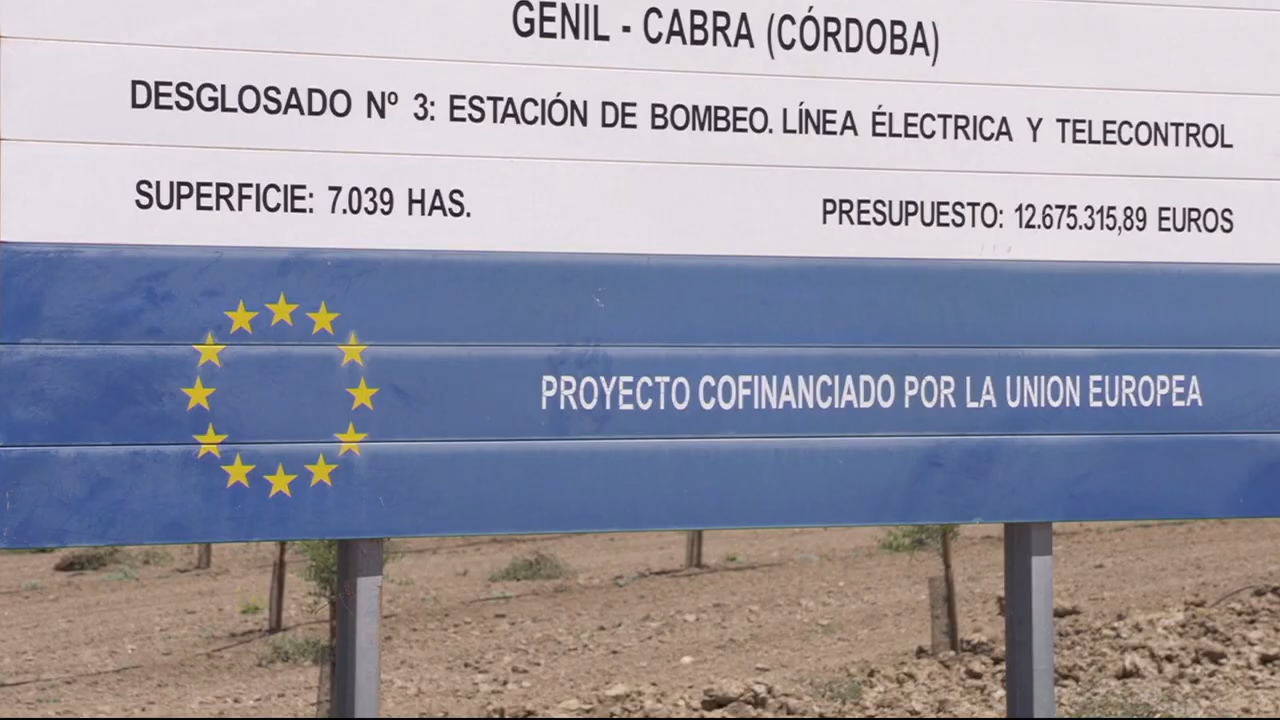 GENIL - CABRA (CÓRDOBA)
DESGLOSADO Nº 3: ESTACIÓN DE BOMBEO. LÍNEA ÉLECTRICA Y TELECONTROL
SUPERFICIE: 7.039 HAS. PRESUPUESTO: 12.675.315,89 EUROS
PROYECTO COFINANCIADO POR LA UNION EUROPEA